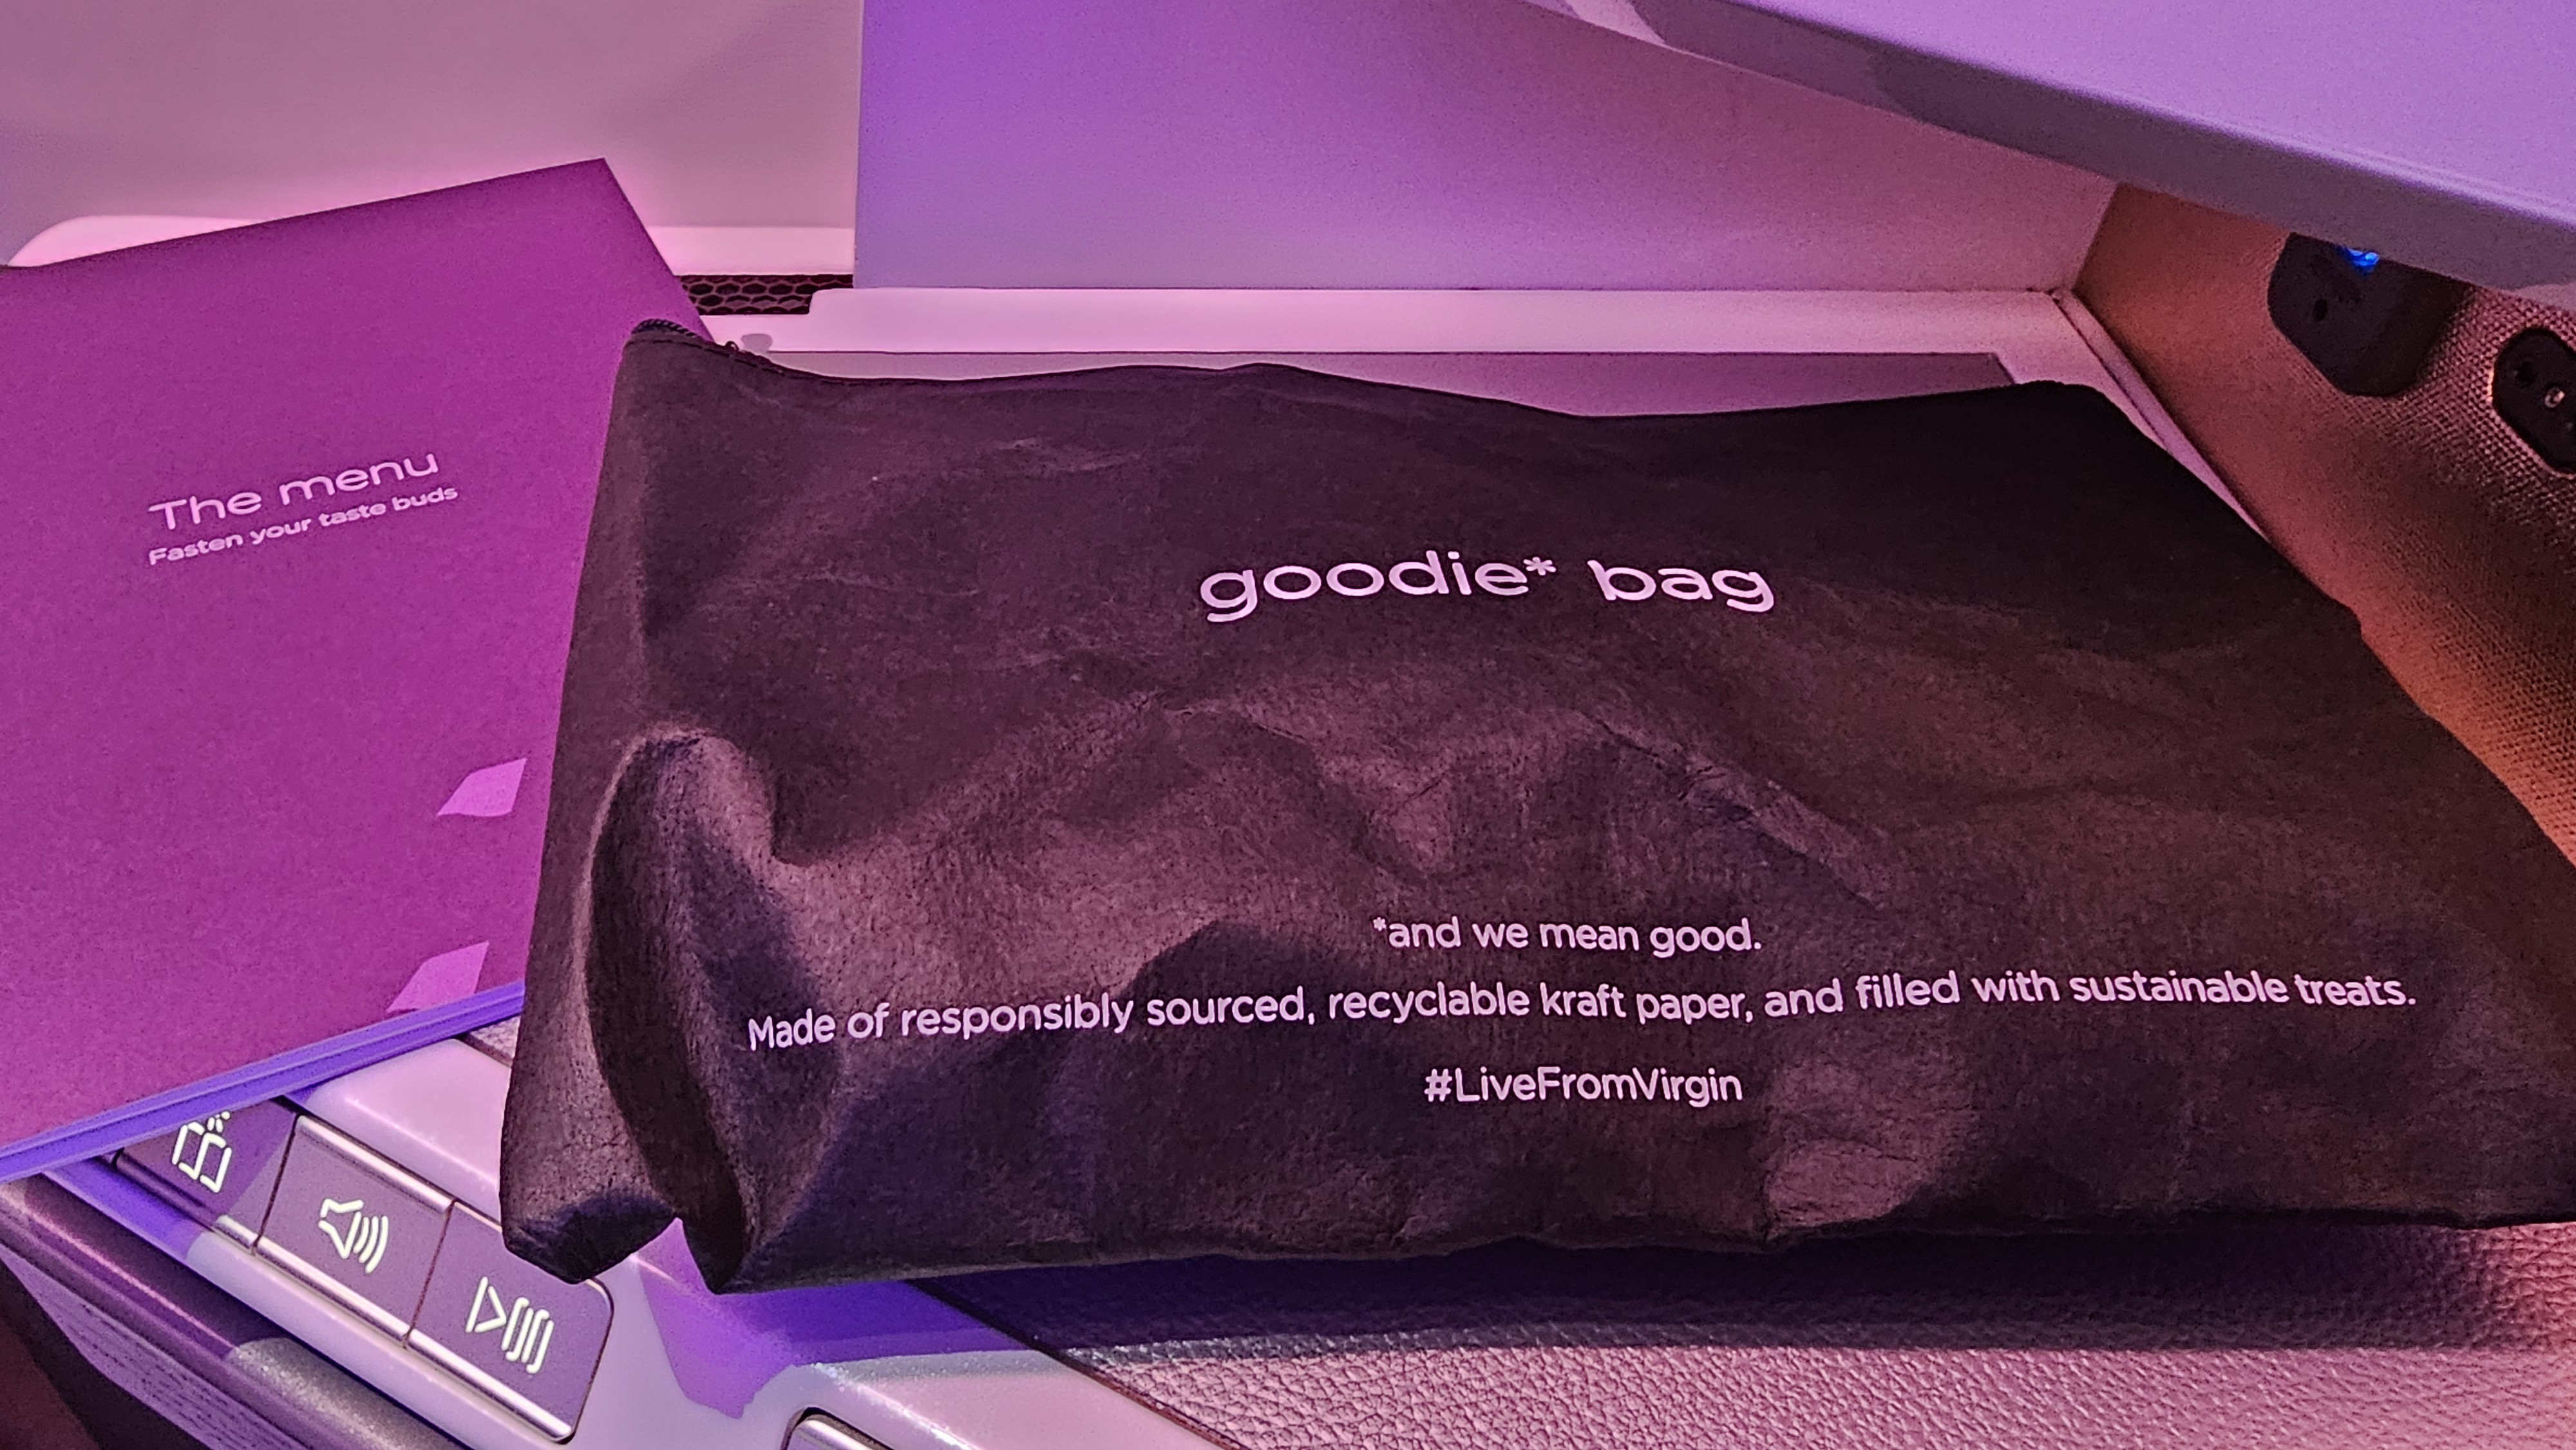 The menu
Fasten your taste buds
goodie* bag
*and we mean good.
Made of responsibly sourced, recyclable kraft paper, and filled with sustainable treats.
#LiveFromVirgin